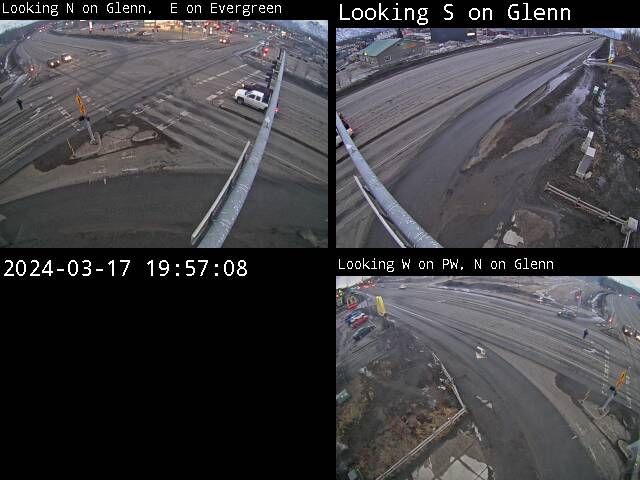 Looking N on Glenn,  E on Evergreen
Looking S on Glenn
2024-03-17 19:57:08
Looking W on PW, N on Glenn